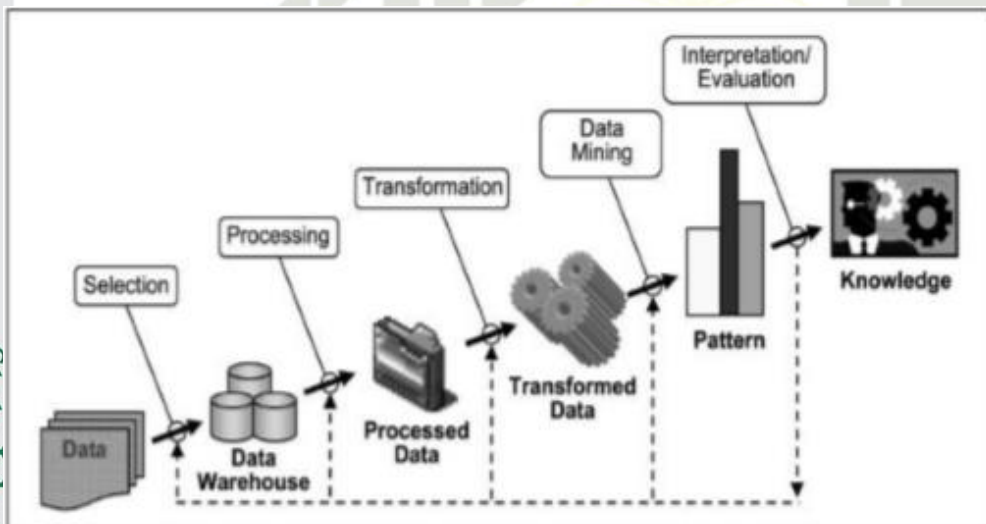 Interpretation/
Evaluation
Data
Mining
Transformation
Processing
Selection
Knowledge
Pattern
Transformed
Data
Processed
Data
Data
Warehouse
Data